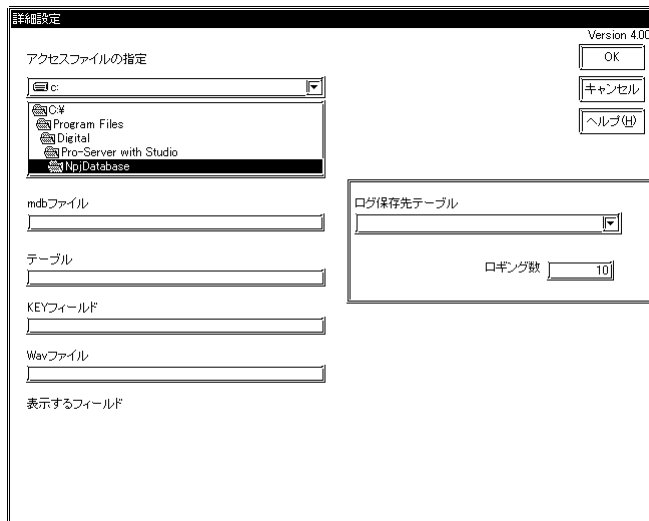 詳細設定
Version 4.00
アクセスファイルの指定
OK
c:
キャンセル
C:¥
Program Files
ヘルプ(H)
Digital
Pro-Server with Studio
NpjDatabase
mdbファイル
ログ保存先テーブル
テーブル
ロギング数 10
KEYフィールド
Wavファイル
表示するフィールド